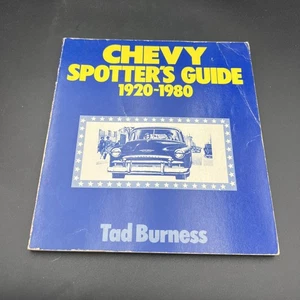 CHEVY
SPOTTER'S GUIDE
1920-1980
Tad Burness